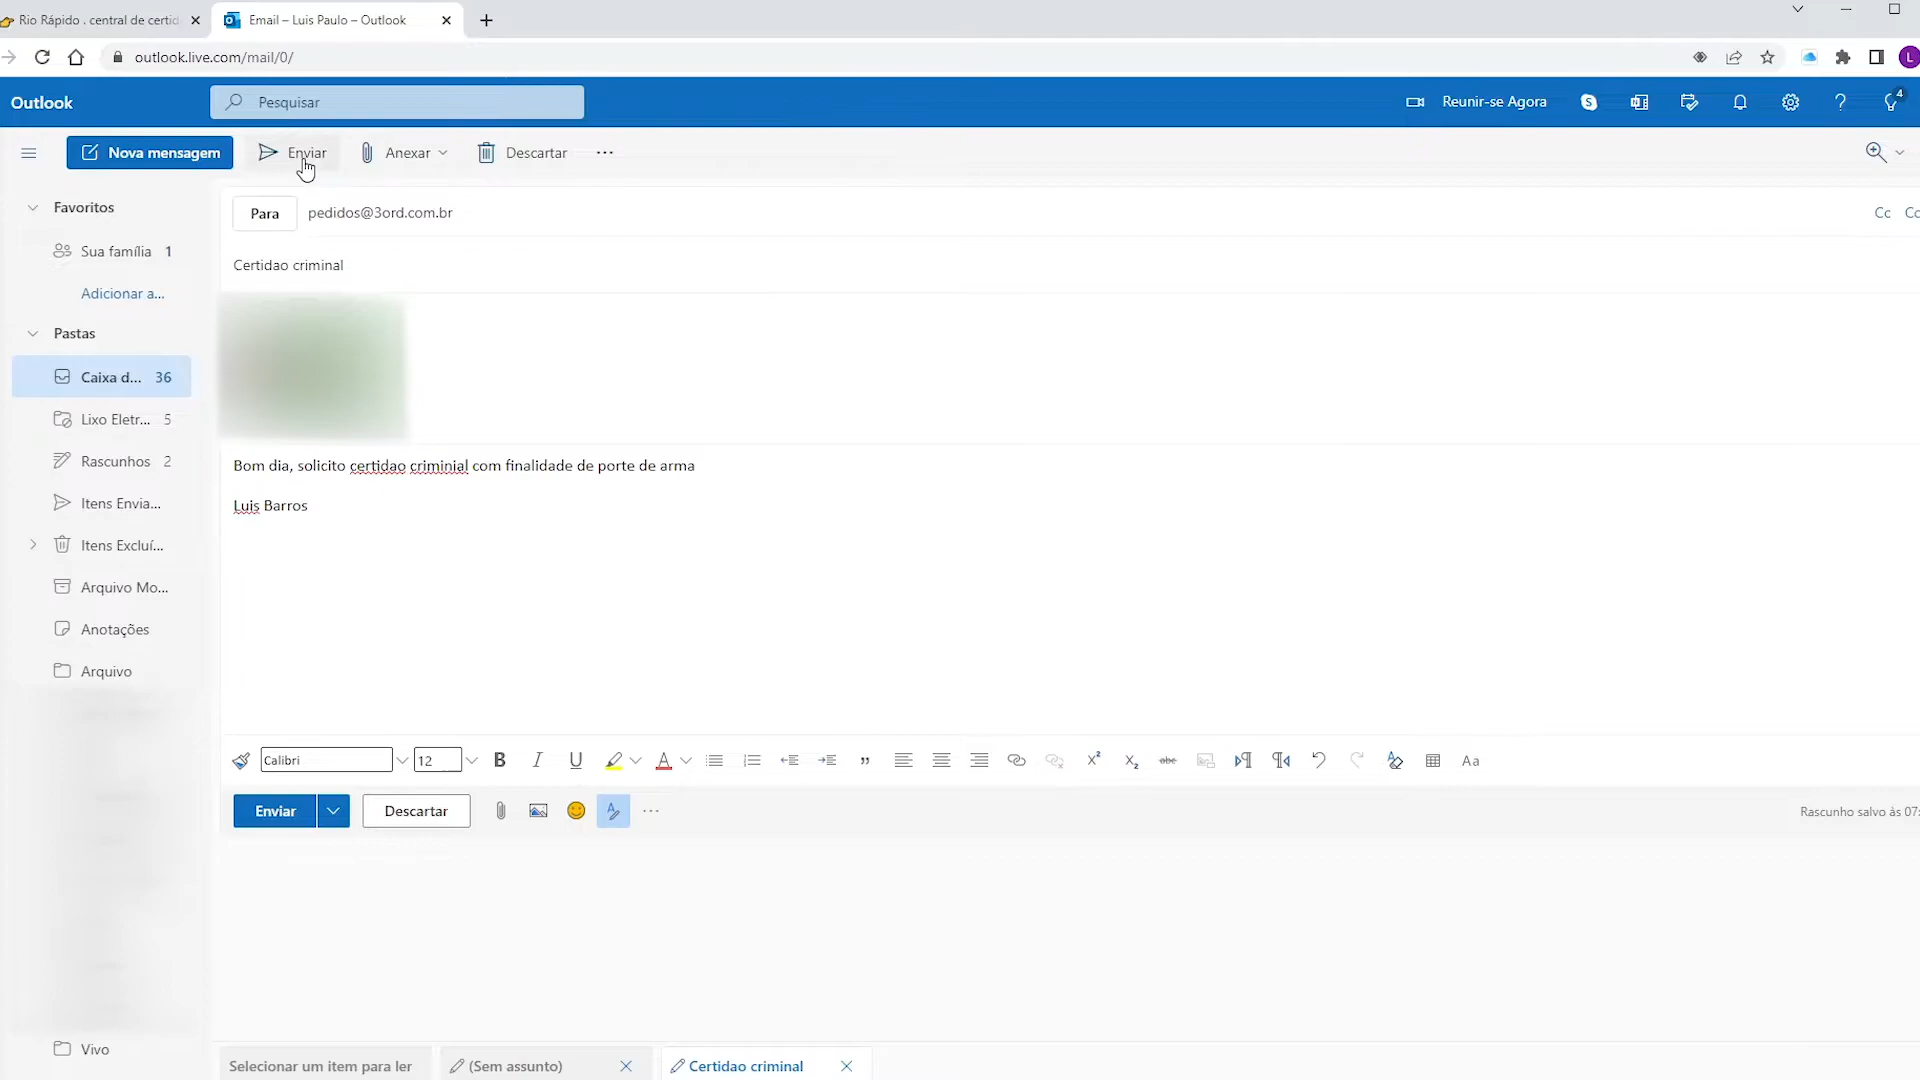 Rio Rápido . central de certid
Email – Luis Paulo – Outlook
outlook.live.com/mail/0/
L
Outlook
Pesquisar
Reunir-se Agora
4
Nova mensagem
Enviar
Anexar
Descartar
Favoritos
Sua família 1
Adicionar a...
Pastas
Caixa d... 36
Lixo Eletr... 5
Rascunhos 2
Itens Envia...
Itens Excluí...
Arquivo Mo...
Anotações
Arquivo
Vivo
Para pedidos@3ord.com.br
Cc Cc
Certidao criminal
Bom dia, solicito certidao criminial com finalidade de porte de arma
Luis Barros
Calibri 12
Aa
Enviar Descartar
Rascunho salvo às 07:
Selecionar um item para ler
(Sem assunto)
Certidao criminal